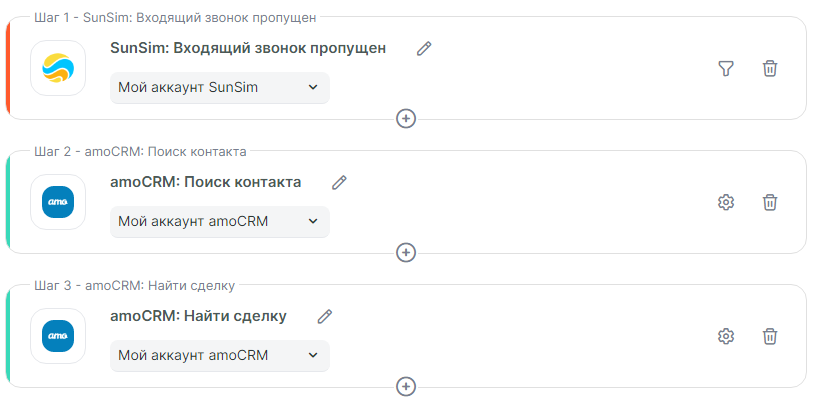 Шаг 1 - SunSim: Входящий звонок пропущен
SunSim: Входящий звонок пропущен
Мой аккаунт SunSim
Шаг 2 - amoCRM: Поиск контакта
amoCRM: Поиск контакта
amo
Мой аккаунт amoCRM
Шаг 3 - amoCRM: Найти сделку
amoCRM: Найти сделку
amo
Мой аккаунт amoCRM